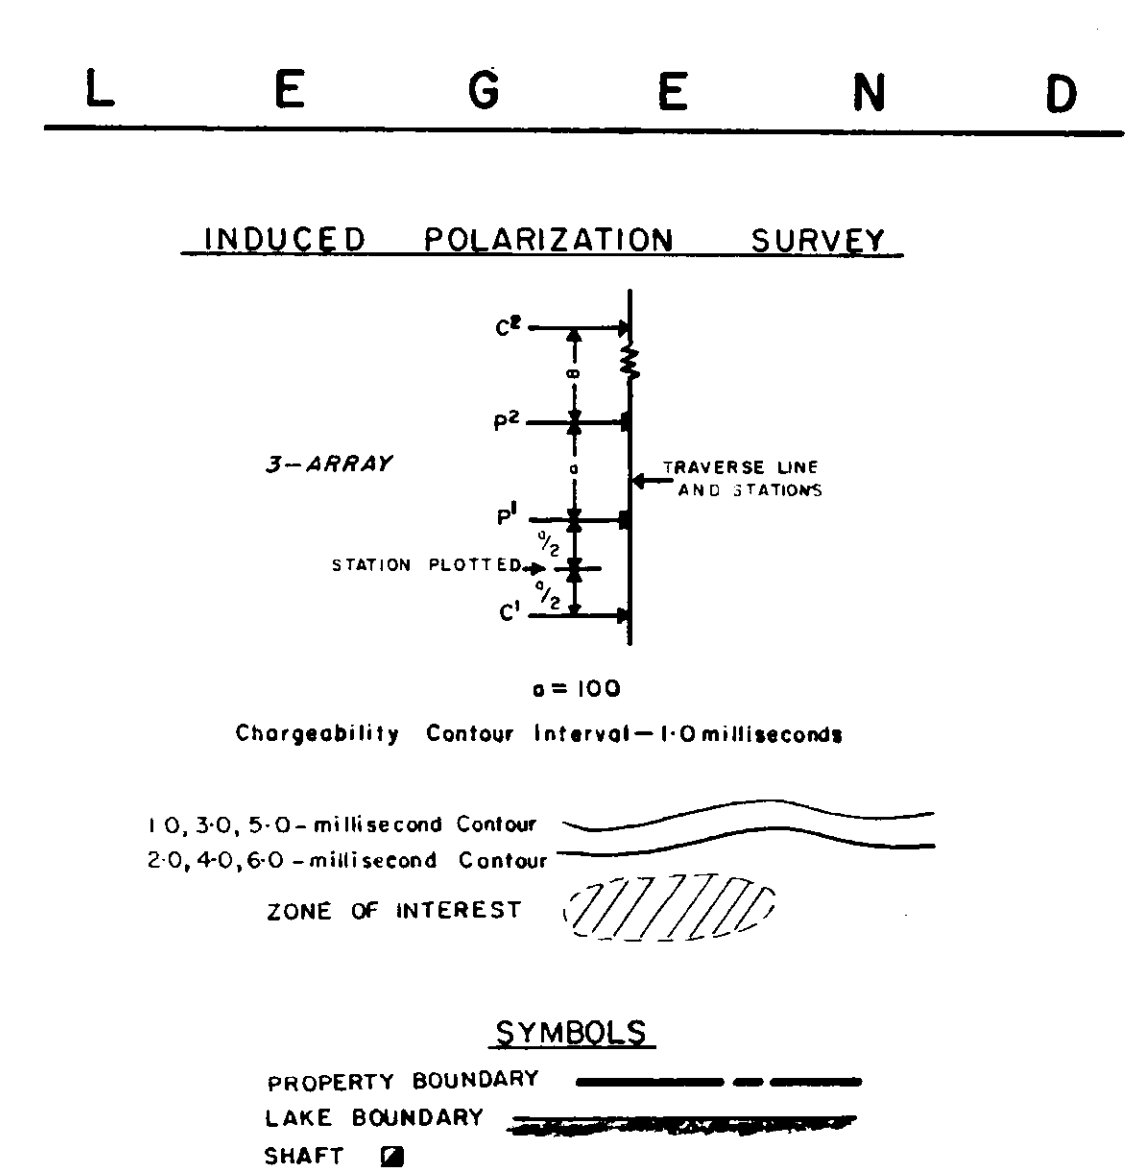 L E G E N D
INDUCED POLARIZATION SURVEY
C²
∞
P²
3-ARRAY
a
TRAVERSE LINE
AND STATIONS
P¹
a/2
STATION PLOTTED
a/2
C¹
a = 100
Chargeability Contour Interval — 1·0 milliseconds
1·0, 3·0, 5·0 - millisecond Contour
2·0, 4·0, 6·0 - millisecond Contour
ZONE OF INTEREST
SYMBOLS
PROPERTY BOUNDARY
LAKE BOUNDARY
SHAFT